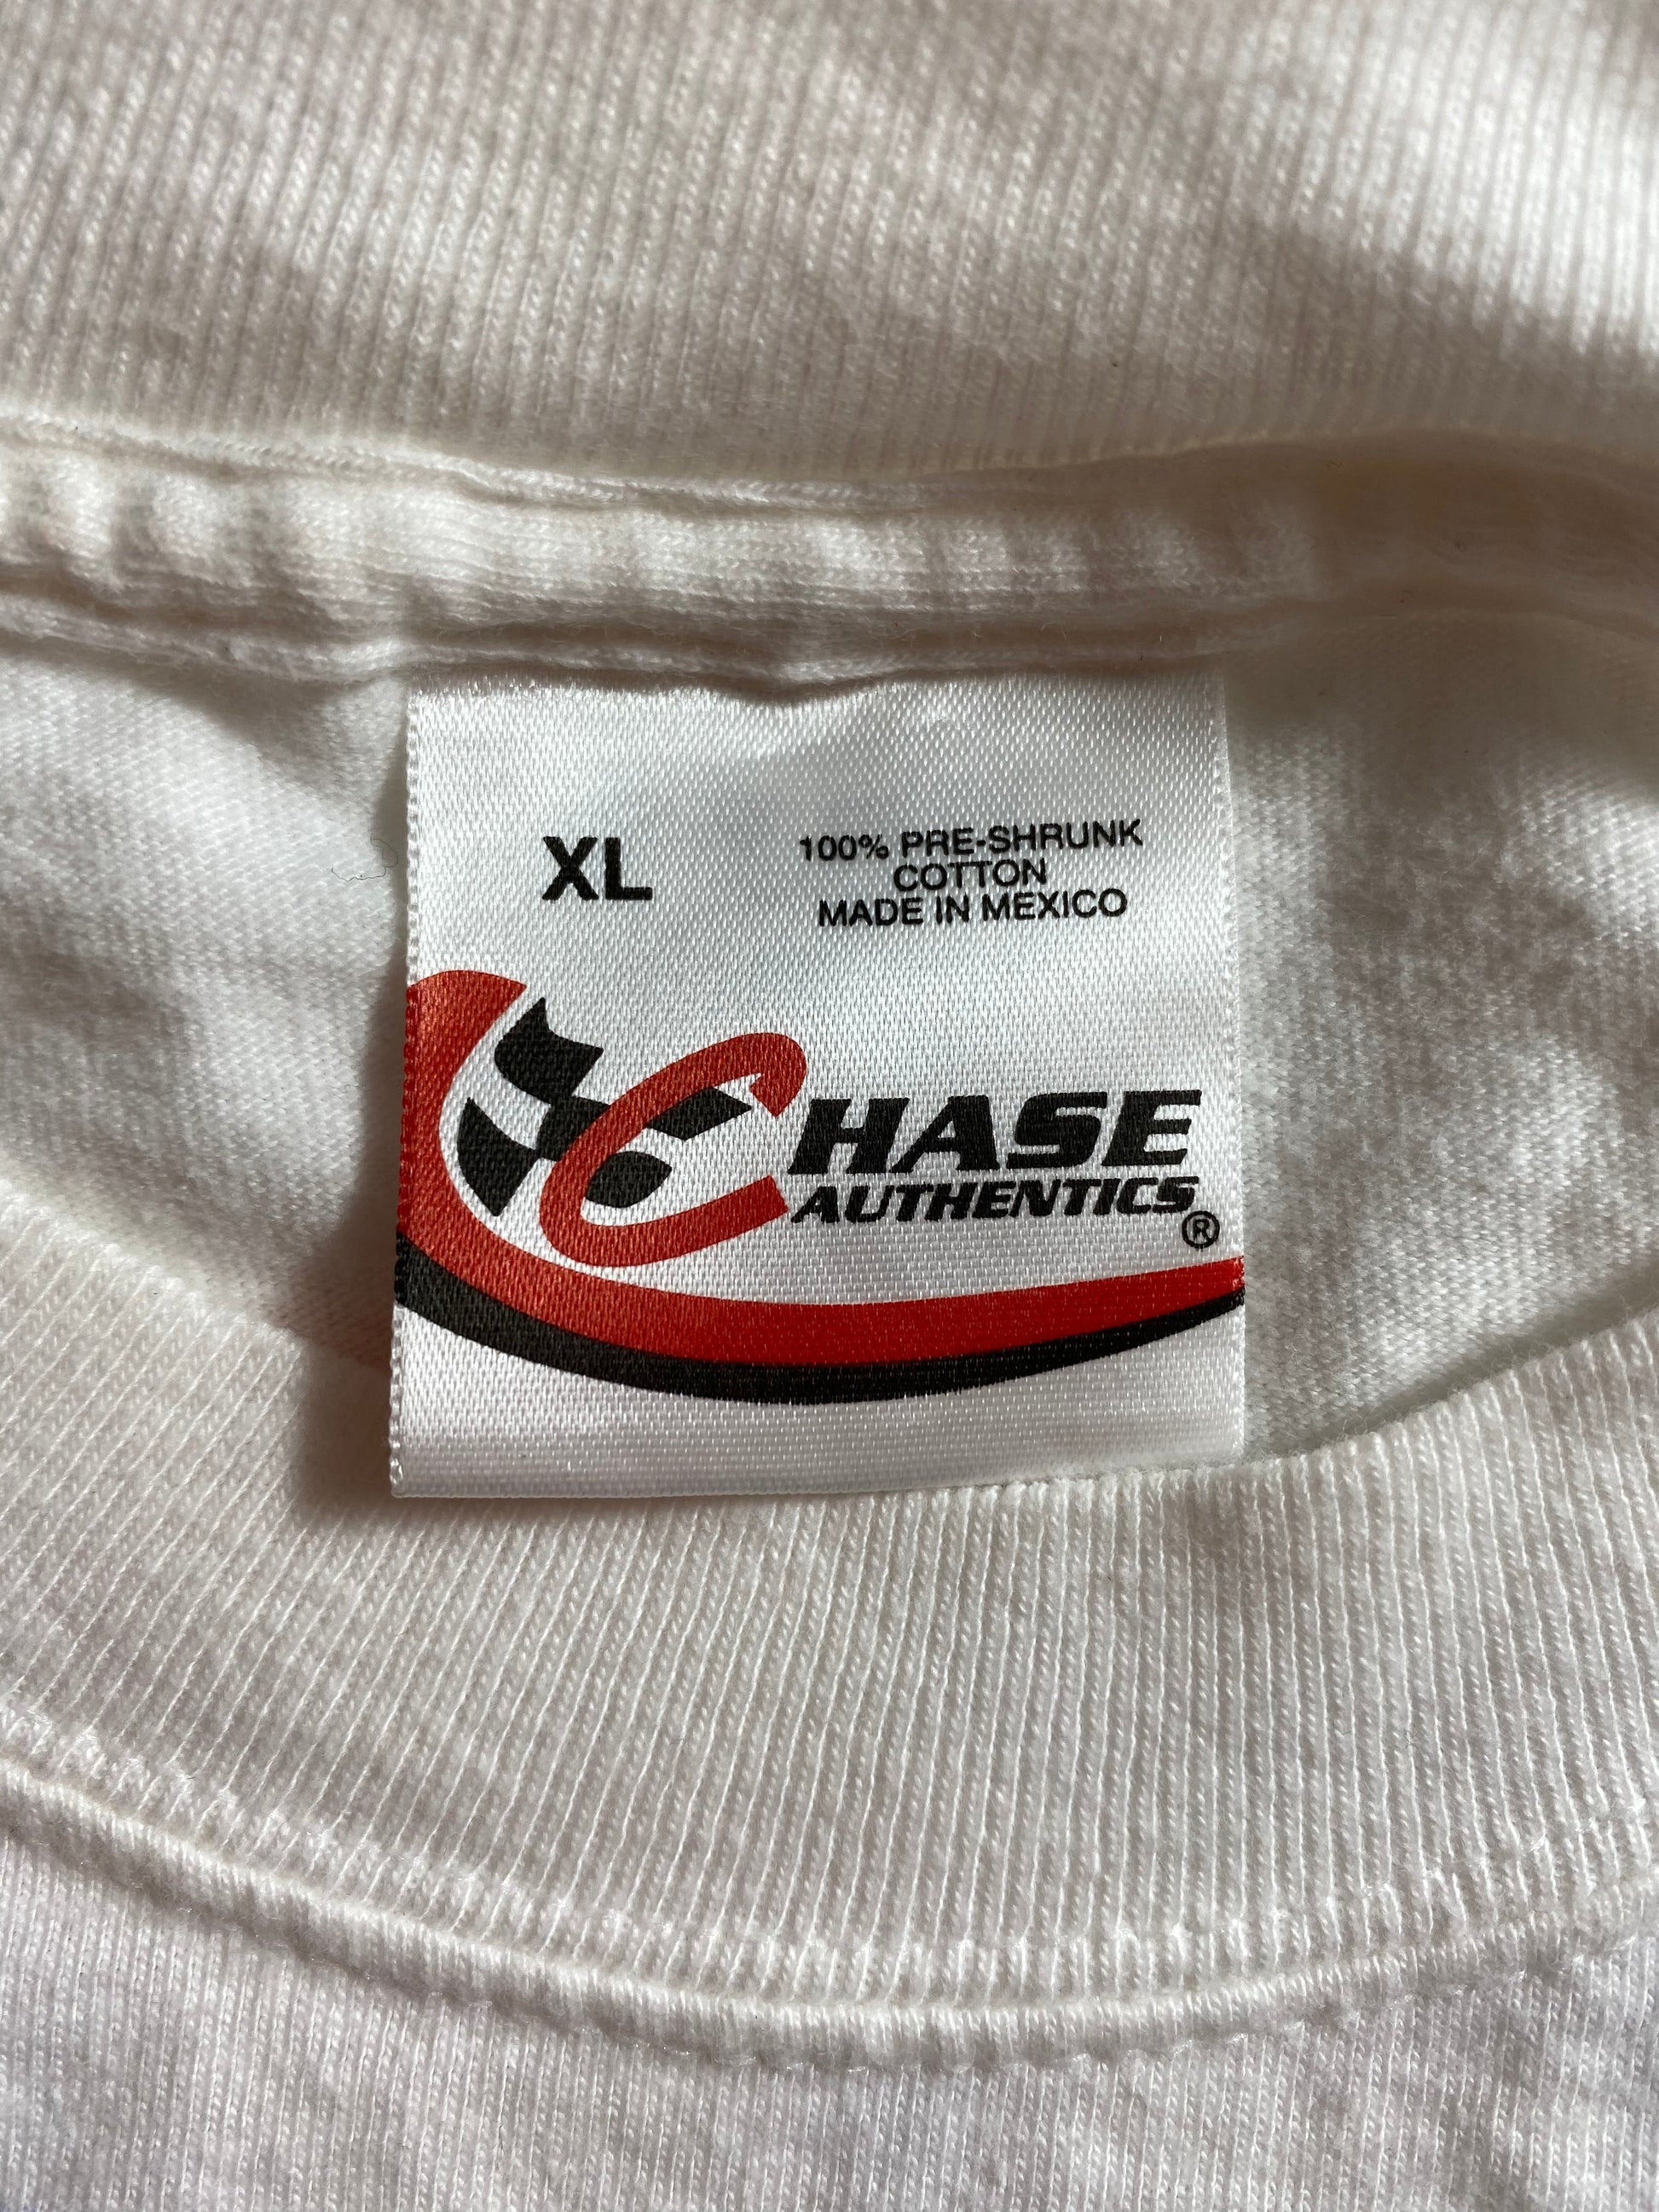 XL
100% PRE-SHRUNK
COTTON
MADE IN MEXICO
CHASE
AUTHENTICS®